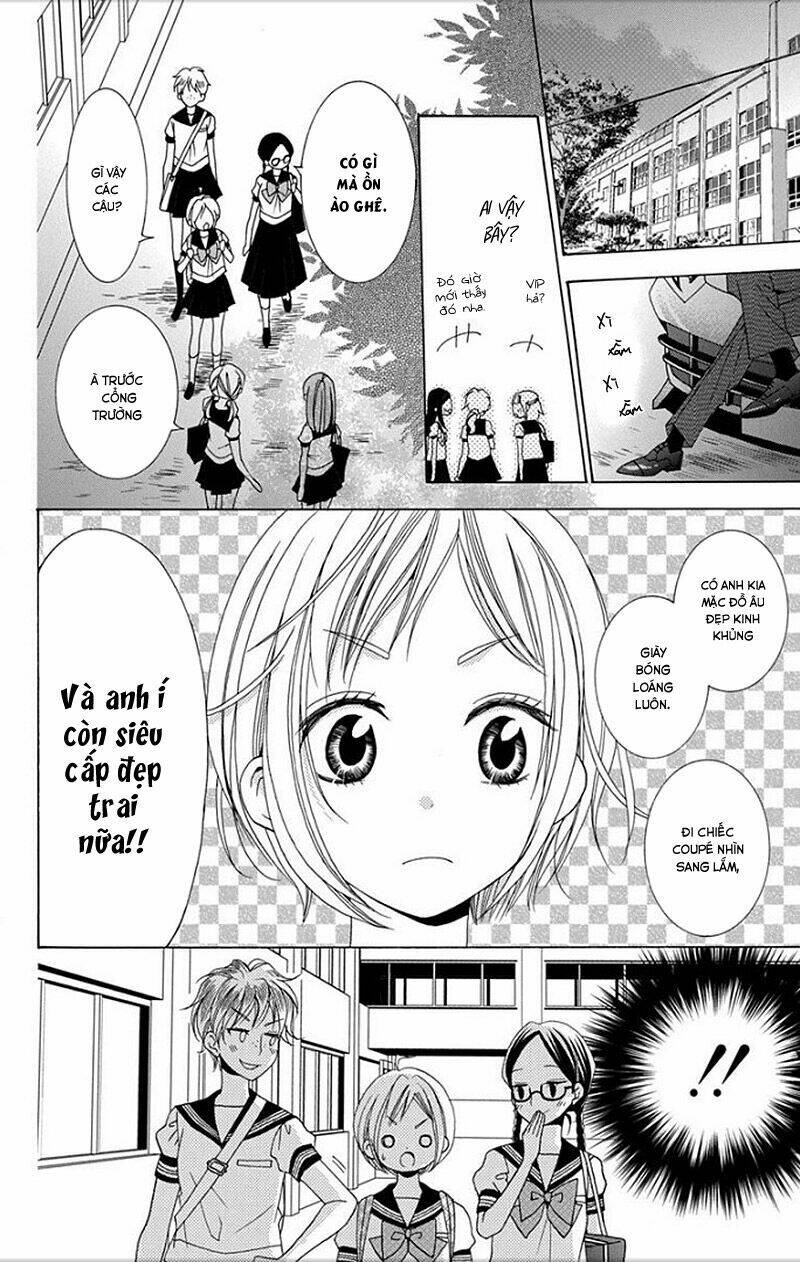 XÌ
XẦM
XÌ
XẦM
AI VẬY
BÂY?
VIP
hả?
Đó giờ
mới thấy
đó nha.
CÓ GÌ
MÀ ỒN
ÀO GHÊ.
GÌ VẬY
CÁC
CẬU?
À TRƯỚC
CỔNG
TRƯỜNG
CÓ ANH KIA
MẶC ĐỒ ÂU
ĐẸP KINH
KHỦNG
GIÀY
BÓNG
LOÁNG
LUÔN.
ĐI CHIẾC
COUPÉ NHÌN
SANG LẮM,
Và anh í
còn siêu
cấp đẹp
trai
nữa!!
!!